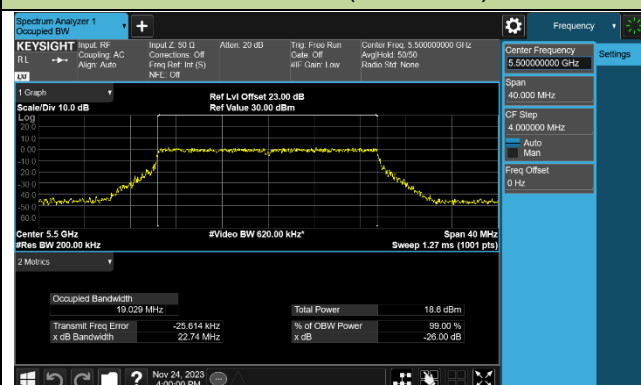 Spectrum Analyzer 1
Occupied BW
Frequency
KEYSIGHT
RL
LXI
Input: RF
Coupling: AC
Align: Auto
Input Z: 50 Ω
Corrections: Off
Freq Ref: Int (S)
NFE: Off
Atten: 20 dB
Trig: Free Run
Gate: Off
#IF Gain: Low
Center Freq: 5.500000000 GHz
Avg|Hold: 50/50
Radio Std: None
Center Frequency
5.500000000 GHz
Settings
Span
40.000 MHz
CF Step
4.000000 MHz
Auto
Man
Freq Offset
0 Hz
1 Graph
Scale/Div 10.0 dB
Ref Lvl Offset 23.00 dB
Ref Value 30.00 dBm
Log
20.0
10.0
0.00
-10.0
-20.0
-30.0
-40.0
-50.0
-60.0
Center 5.5 GHz
#Res BW 200.00 kHz
#Video BW 620.00 kHz*
Span 40 MHz
Sweep 1.27 ms (1001 pts)
2 Metrics
Occupied Bandwidth
19.029 MHz
Total Power 18.6 dBm
Transmit Freq Error -25.614 kHz
% of OBW Power 99.00 %
x dB Bandwidth 22.74 MHz
x dB -26.00 dB
?
Nov 24, 2023
4:00:00 PM